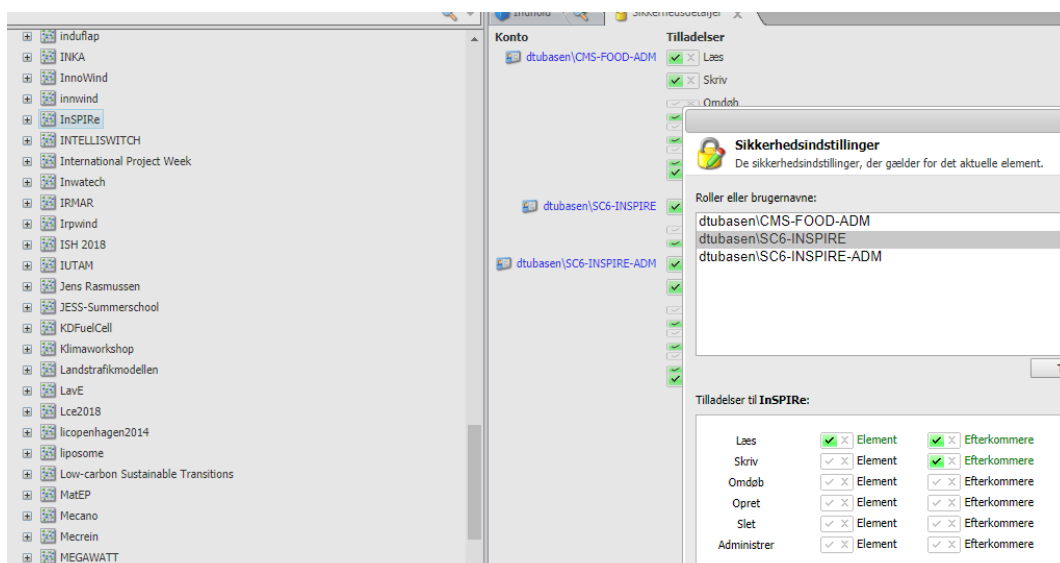 induflap
INKA
InnoWind
innwind
InSPIRe
INTELLISWITCH
International Project Week
Inwatech
IRMAR
Irpwind
ISH 2018
IUTAM
Jens Rasmussen
JESS-Summerschool
KDFuelCell
Klimaworkshop
Landstrafikmodellen
LavE
Lce2018
licopenhagen2014
liposome
Low-carbon Sustainable Transitions
MatEP
Mecano
Mecrein
MEGAWATT
Indhold
Sikkerhedsdetaljer X
Konto Tilladelser
dtubasen\CMS-FOOD-ADM Læs
Skriv
Omdøb
dtubasen\SC6-INSPIRE
dtubasen\SC6-INSPIRE-ADM
Sikkerhedsindstillinger
De sikkerhedsindstillinger, der gælder for det aktuelle element.
Roller eller brugernavne:
dtubasen\CMS-FOOD-ADM
dtubasen\SC6-INSPIRE
dtubasen\SC6-INSPIRE-ADM
Tilladelser til InSPIRe:
Læs Element Efterkommere
Skriv Element Efterkommere
Omdøb Element Efterkommere
Opret Element Efterkommere
Slet Element Efterkommere
Administrer Element Efterkommere